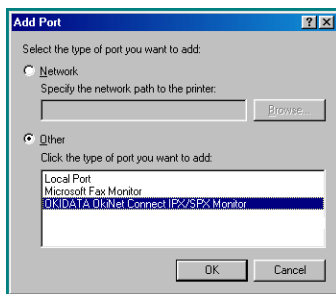 Add Port
Select the type of port you want to add:
Network
Specify the network path to the printer:
Browse...
Other
Click the type of port you want to add:
Local Port
Microsoft Fax Monitor
OKIDATA OkiNet Connect IPX/SPX Monitor
OK Cancel